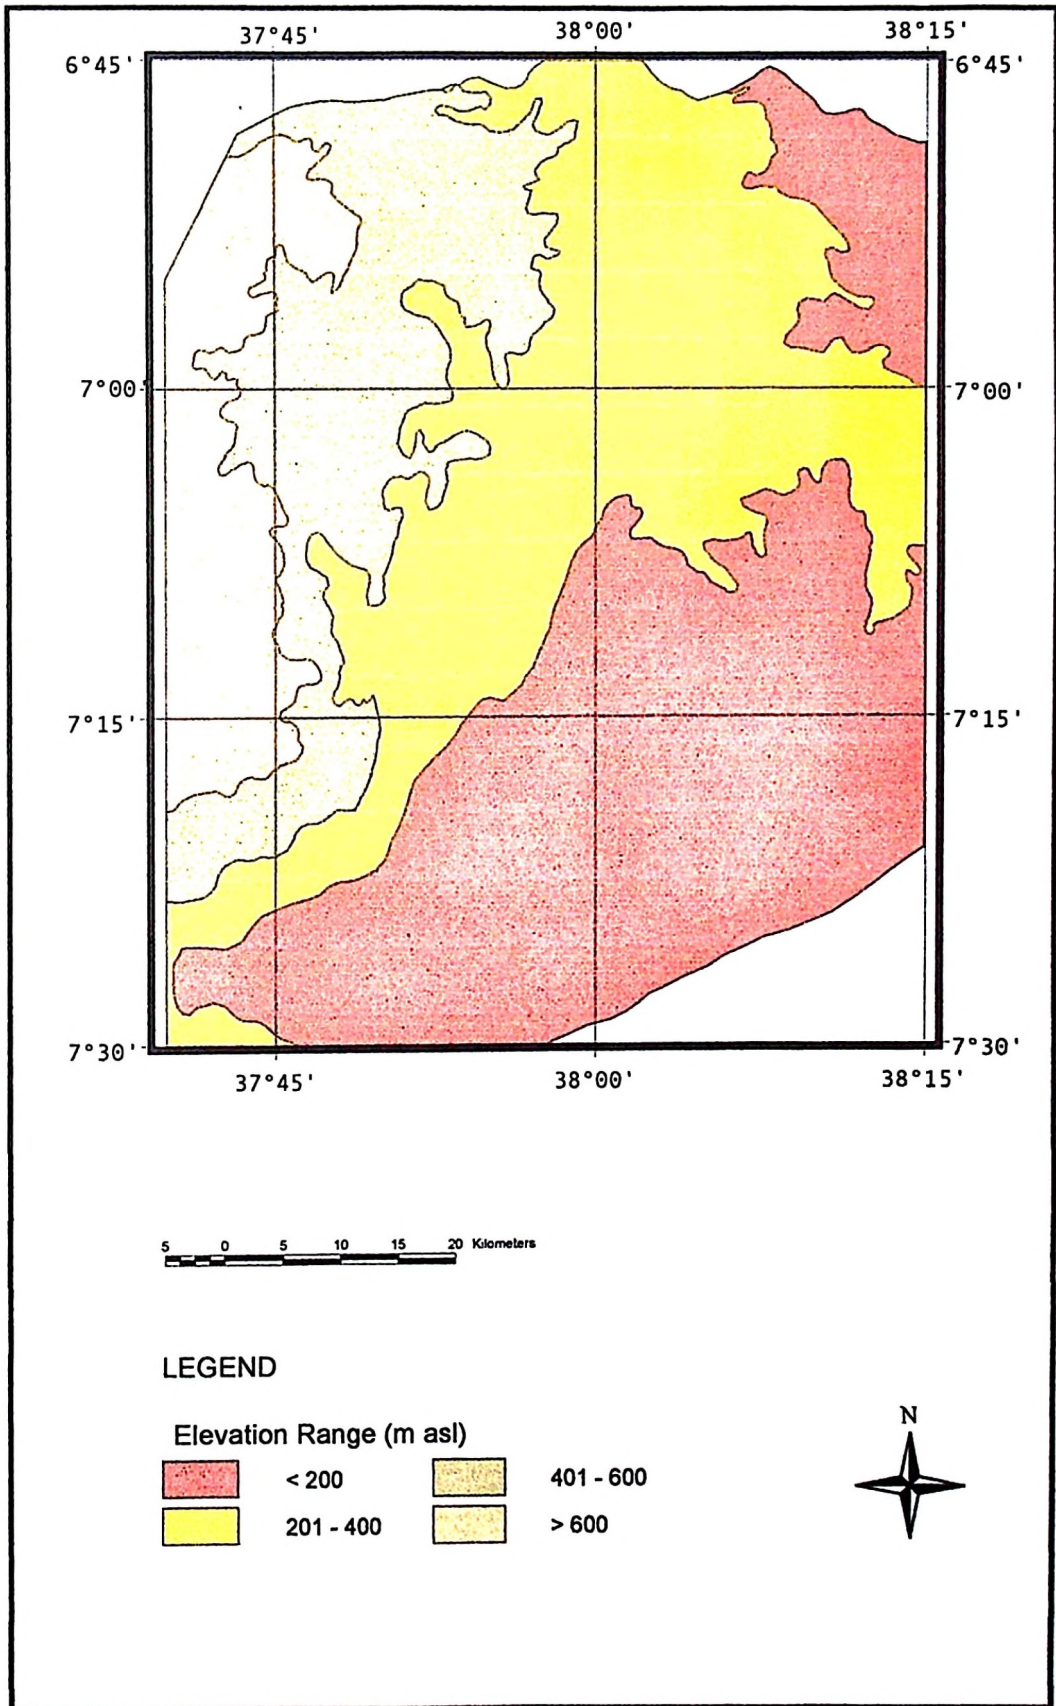 37°45' 38°00' 38°15'
6°45' 6°45'
7°00' 7°00'
7°15' 7°15'
7°30' 7°30'
37°45' 38°00' 38°15'
5 0 5 10 15 20 Kilometers
LEGEND
N
Elevation Range (m asl)
< 200 401 - 600
201 - 400 > 600